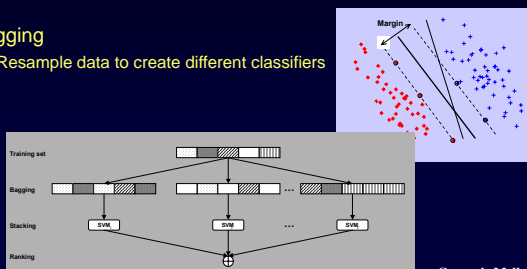 gging
Resample data to create different classifiers
Margin
Training set
Bagging
...
Stacking
SVM
SVM
...
SVM
Ranking